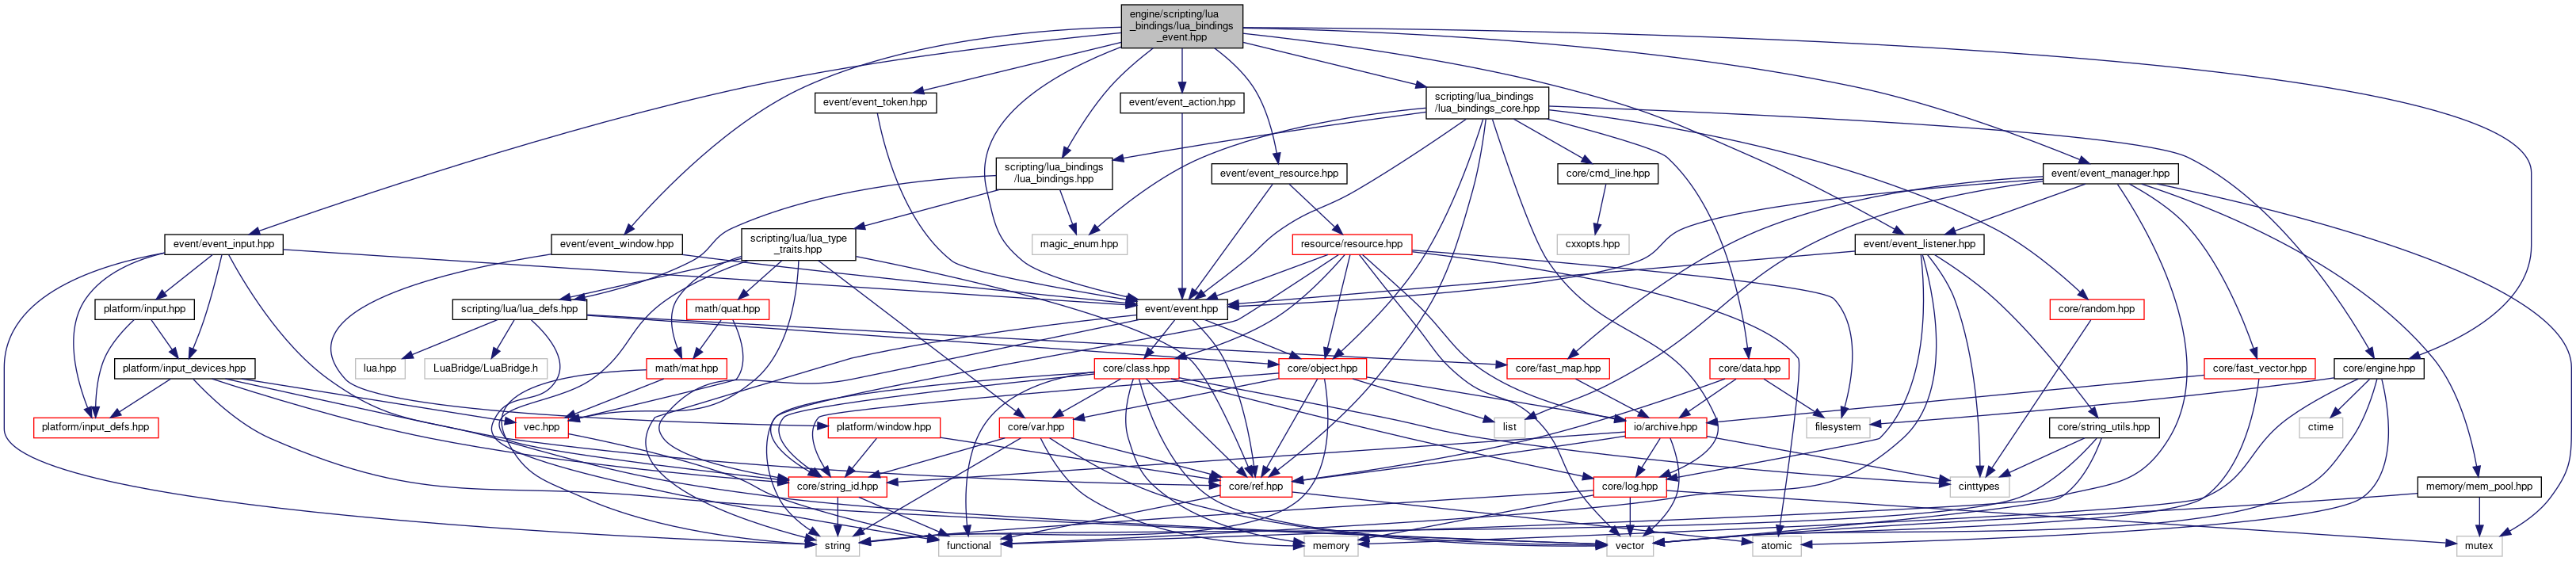 engine/scripting/lua
_bindings/lua_bindings
_event.hpp
event/event_token.hpp
event/event_action.hpp
scripting/lua_bindings
/lua_bindings_core.hpp
scripting/lua_bindings
/lua_bindings.hpp
event/event_resource.hpp
core/cmd_line.hpp
event/event_manager.hpp
event/event_input.hpp
event/event_window.hpp
scripting/lua/lua_type
_traits.hpp
magic_enum.hpp
resource/resource.hpp
cxxopts.hpp
event/event_listener.hpp
platform/input.hpp
scripting/lua/lua_defs.hpp
math/quat.hpp
event/event.hpp
core/random.hpp
platform/input_devices.hpp
lua.hpp
LuaBridge/LuaBridge.h
math/mat.hpp
core/class.hpp
core/object.hpp
core/fast_map.hpp
core/data.hpp
core/fast_vector.hpp
core/engine.hpp
platform/input_defs.hpp
vec.hpp
platform/window.hpp
core/var.hpp
list
io/archive.hpp
filesystem
core/string_utils.hpp
ctime
core/string_id.hpp
core/ref.hpp
core/log.hpp
cinttypes
memory/mem_pool.hpp
string
functional
memory
vector
atomic
mutex